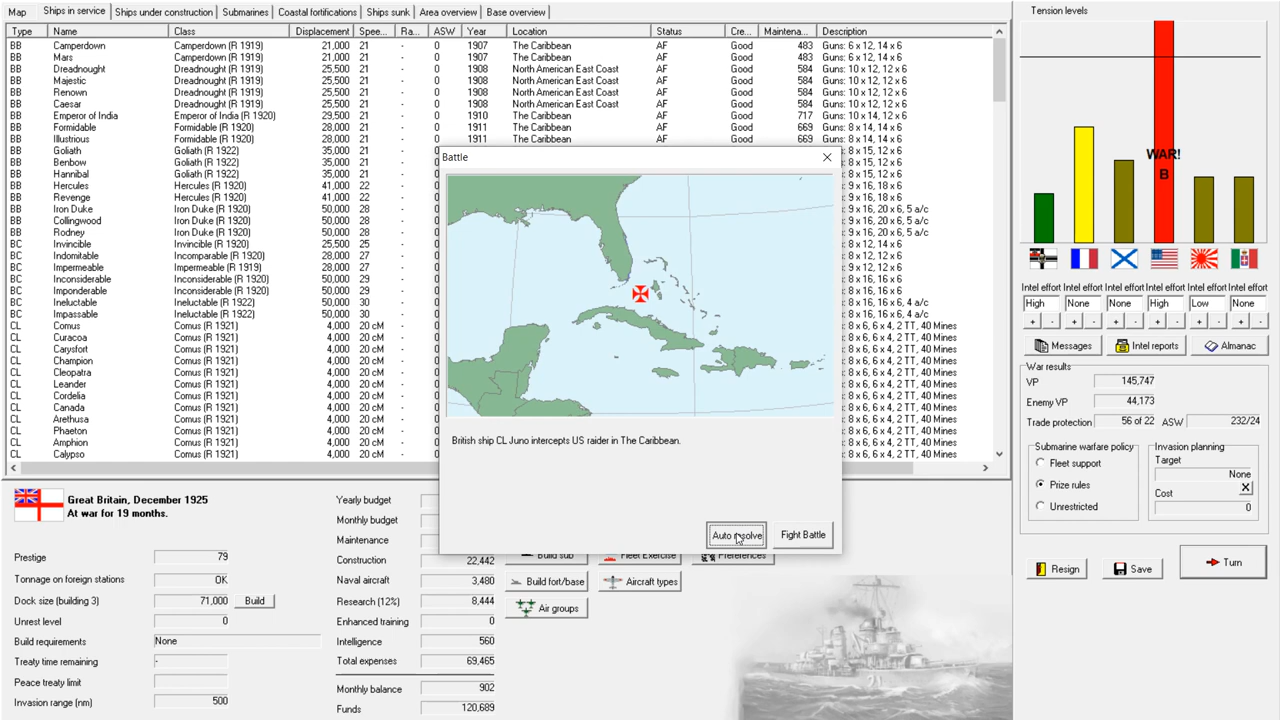 Map Ships in service Ships under construction Submarines Coastal fortifications Ships sunk Area overview Base overview
Type Name Class Displacement Spee... Ra... ASW Year Location Status Cre... Maintena... Description
BB Camperdown Camperdown (R 1919) 21,000 21 - 0 1907 The Caribbean AF Good 483 Guns: 6 x 12, 14 x 6
BB Mars Camperdown (R 1919) 21,000 21 - 0 1907 The Caribbean AF Good 483 Guns: 6 x 12, 14 x 6
BB Dreadnought Dreadnought (R 1919) 25,500 21 - 0 1908 North American East Coast AF Good 584 Guns: 10 x 12, 12 x 6
BB Majestic Dreadnought (R 1919) 25,500 21 - 0 1908 North American East Coast AF Good 584 Guns: 10 x 12, 12 x 6
BB Renown Dreadnought (R 1919) 25,500 21 - 0 1908 North American East Coast AF Good 584 Guns: 10 x 12, 12 x 6
BB Caesar Dreadnought (R 1919) 25,500 21 - 0 1908 North American East Coast AF Good 584 Guns: 10 x 12, 12 x 6
BB Emperor of India Emperor of India (R 1920) 29,500 21 - 0 1910 The Caribbean AF Good 717 Guns: 10 x 14, 12 x 6
BB Formidable Formidable (R 1920) 28,000 21 - 0 1911 The Caribbean AF Good 669 Guns: 8 x 14, 14 x 6
BB Illustrious Formidable (R 1920) 28,000 21 - 0 1911 The Caribbean AF Good 669 Guns: 8 x 14, 14 x 6
BB Goliath Goliath (R 1922) 35,000 21 - 0 s: 8 x 15, 12 x 6
BB Benbow Goliath (R 1922) 35,000 21 - 0 s: 8 x 15, 12 x 6
BB Hannibal Goliath (R 1922) 35,000 21 - 0 s: 8 x 15, 12 x 6
BB Hercules Hercules (R 1920) 41,000 22 - 0 s: 9 x 16, 18 x 6
BB Revenge Hercules (R 1920) 41,000 22 - 0 s: 9 x 16, 18 x 6
BB Iron Duke Iron Duke (R 1920) 50,000 28 - 0 s: 9 x 16, 20 x 6, 5 a/c
BB Collingwood Iron Duke (R 1920) 50,000 28 - 0 s: 9 x 16, 20 x 6, 5 a/c
BB Rodney Iron Duke (R 1920) 50,000 28 - 0 s: 9 x 16, 20 x 6, 5 a/c
BC Invincible Invincible (R 1920) 25,500 25 - 0 s: 8 x 12, 14 x 6
BC Indomitable Incomparable (R 1920) 28,000 27 - 0 s: 8 x 12, 12 x 6
BC Impermeable Impermeable (R 1919) 28,000 27 - 0 s: 9 x 12, 12 x 6
BC Inconsiderable Inconsiderable (R 1920) 50,000 29 - 0 s: 8 x 16, 16 x 6
BC Imponderable Inconsiderable (R 1920) 50,000 29 - 0 s: 8 x 16, 16 x 6
BC Ineluctable Ineluctable (R 1922) 50,000 30 - 0 s: 8 x 16, 16 x 6, 4 a/c
BC Impassable Ineluctable (R 1922) 50,000 30 - 0 s: 8 x 16, 16 x 6, 4 a/c
CL Comus Comus (R 1921) 4,000 20 cM - 0 s: 8 x 6, 6 x 4, 2 TT, 40 Mines
CL Curacoa Comus (R 1921) 4,000 20 cM - 0 s: 8 x 6, 6 x 4, 2 TT, 40 Mines
CL Carysfort Comus (R 1921) 4,000 20 cM - 0 s: 8 x 6, 6 x 4, 2 TT, 40 Mines
CL Champion Comus (R 1921) 4,000 20 cM - 0 s: 8 x 6, 6 x 4, 2 TT, 40 Mines
CL Cleopatra Comus (R 1921) 4,000 20 cM - 0 s: 8 x 6, 6 x 4, 2 TT, 40 Mines
CL Leander Comus (R 1921) 4,000 20 cM - 0 s: 8 x 6, 6 x 4, 2 TT, 40 Mines
CL Cordelia Comus (R 1921) 4,000 20 cM - 0 s: 8 x 6, 6 x 4, 2 TT, 40 Mines
CL Canada Comus (R 1921) 4,000 20 cM - 0 s: 8 x 6, 6 x 4, 2 TT, 40 Mines
CL Arethusa Comus (R 1921) 4,000 20 cM - 0 s: 8 x 6, 6 x 4, 2 TT, 40 Mines
CL Phaeton Comus (R 1921) 4,000 20 cM - 0 s: 8 x 6, 6 x 4, 2 TT, 40 Mines
CL Amphion Comus (R 1921) 4,000 20 cM - 0 s: 8 x 6, 6 x 4, 2 TT, 40 Mines
CL Calypso Comus (R 1921) 4,000 20 cM - 0 s: 8 x 6, 6 x 4, 2 TT, 40 Mines
Battle
British ship CL Juno intercepts US raider in The Caribbean.
Auto resolve Fight Battle
Great Britain, December 1925
At war for 19 months.
Prestige 79
Tonnage on foreign stations OK
Dock size (building 3) 71,000 Build
Unrest level 0
Build requirements None
Treaty time remaining -
Peace treaty limit
Invasion range (nm) 500
Yearly budget
Monthly budget
Maintenance
Construction 22,442
Naval aircraft 3,480
Research (12%) 8,444
Enhanced training 0
Intelligence 560
Total expenses 69,465
Monthly balance 902
Funds 120,689
Build sub Fleet Exercise Preferences
Build fort/base Aircraft types
Air groups
Tension levels
WAR!
B
Intel effort Intel effort Intel effort Intel effort Intel effort Intel effort
High None None High Low None
+ - + - + - + - + - + -
Messages Intel reports Almanac
War results
VP 145,747
Enemy VP 44,173
Trade protection 56 of 22 ASW 232/24
Submarine warfare policy
Fleet support
Prize rules
Unrestricted
Invasion planning
Target
None
Cost X
0
Resign Save Turn